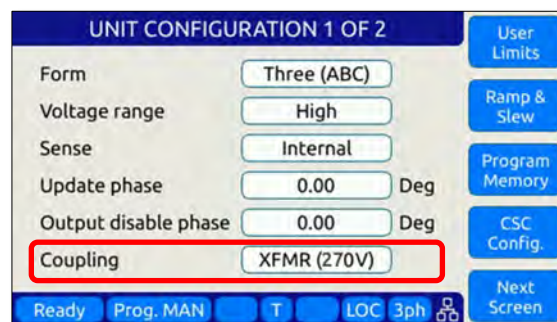 UNIT CONFIGURATION 1 OF 2
Form Three (ABC)
Voltage range High
Sense Internal
Update phase 0.00 Deg
Output disable phase 0.00 Deg
Coupling XFMR (270V)
Ready Prog. MAN T LOC 3ph
User
Limits
Ramp &
Slew
Program
Memory
CSC
Config.
Next
Screen